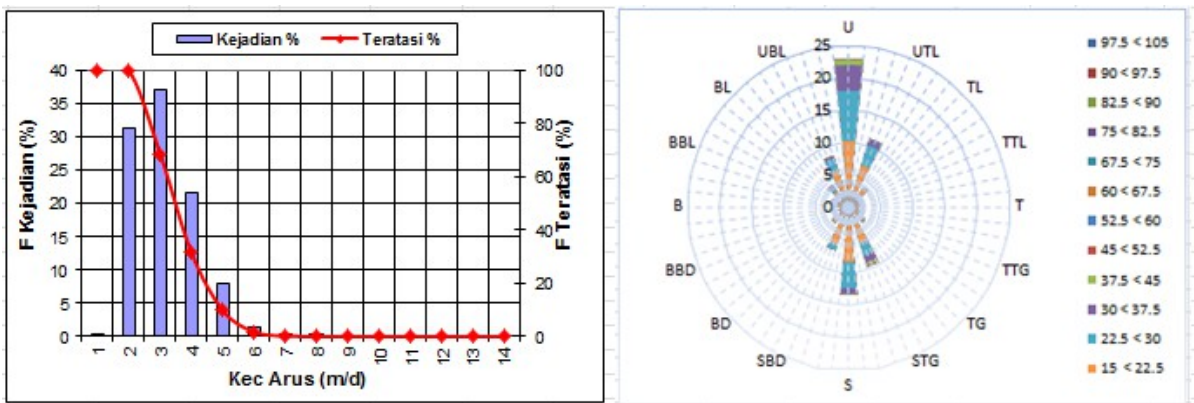 Kejadian % Teratasi %
40
35
30
25
20
15
10
5
0
F Kejadian (%)
100
80
60
40
20
0
F Teratasi (%)
1 2 3 4 5 6 7 8 9 10 11 12 13 14
Kec Arus (m/d)
U
UTL
TL
TTL
T
TTG
TG
STG
S
SBD
BD
BBD
B
BBL
BL
UBL
25
20
15
10
5
0
97.5 < 105
90 < 97.5
82.5 < 90
75 < 82.5
67.5 < 75
60 < 67.5
52.5 < 60
45 < 52.5
37.5 < 45
30 < 37.5
22.5 < 30
15 < 22.5